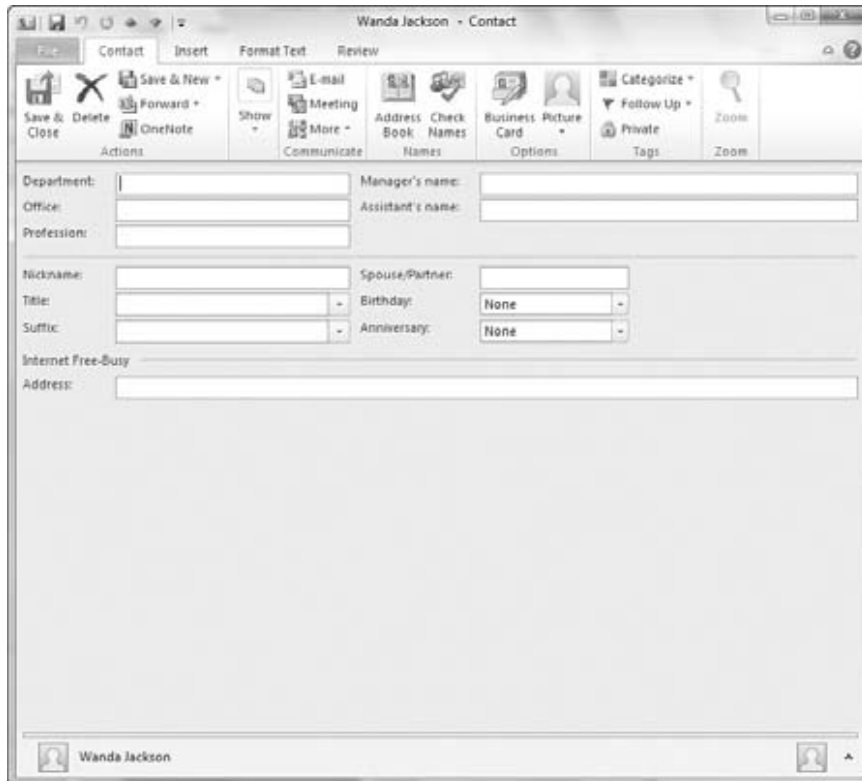 Wanda Jackson - Contact
File Contact Insert Format Text Review
Save & Close
Delete
Save & New
Forward
OneNote
Actions
Show
E-mail
Meeting
More
Communicate
Address Book
Check Names
Names
Business Card
Picture
Options
Categorize
Follow Up
Private
Tags
Zoom
Zoom
Department:
Manager's name:
Office:
Assistant's name:
Profession:
Nickname:
Spouse/Partner:
Title:
Birthday: None
Suffix:
Anniversary: None
Internet Free-Busy
Address:
Wanda Jackson